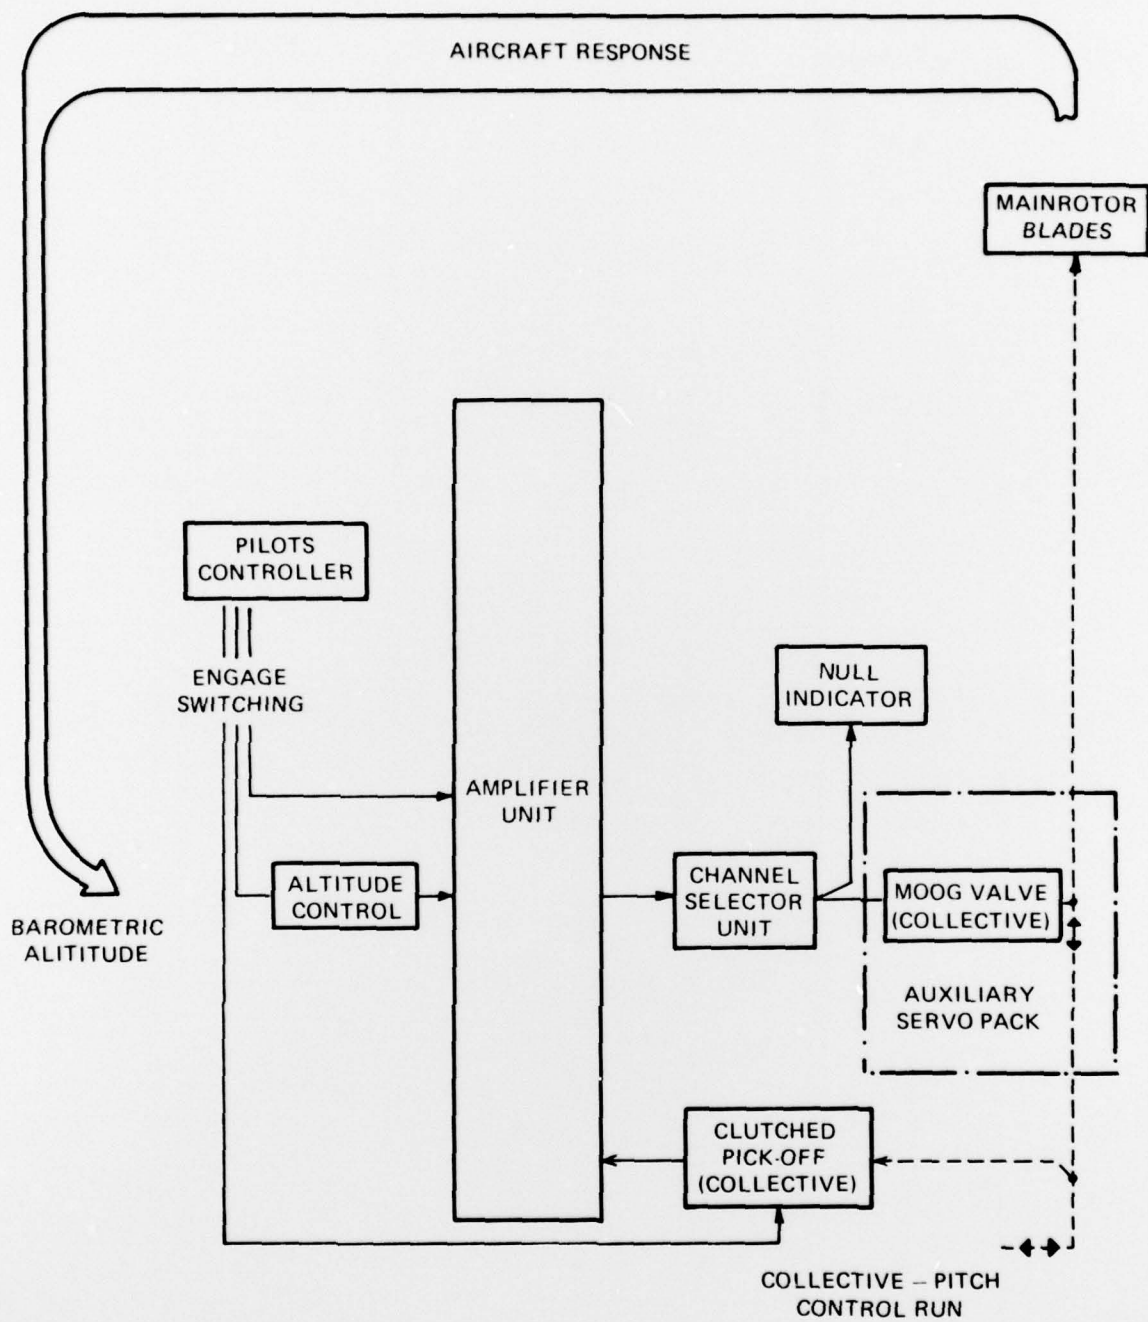 AIRCRAFT RESPONSE
MAINROTOR
BLADES
PILOTS
CONTROLLER
ENGAGE
SWITCHING
NULL
INDICATOR
AMPLIFIER
UNIT
ALTITUDE
CONTROL
CHANNEL
SELECTOR
UNIT
MOOG VALVE
(COLLECTIVE)
BAROMETRIC
ALITITUDE
AUXILIARY
SERVO PACK
CLUTCHED
PICK-OFF
(COLLECTIVE)
COLLECTIVE – PITCH
CONTROL RUN